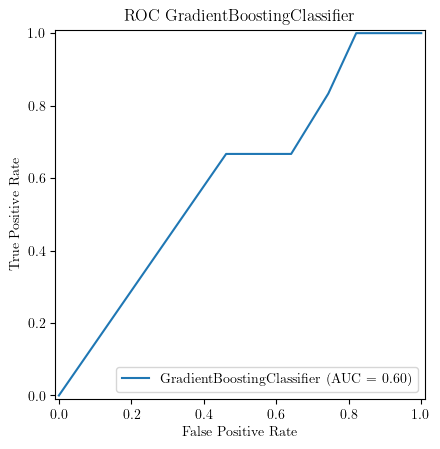 ROC GradientBoostingClassifier
1.0
0.8
0.6
0.4
0.2
0.0
True Positive Rate
GradientBoostingClassifier (AUC = 0.60)
0.0 0.2 0.4 0.6 0.8 1.0
False Positive Rate